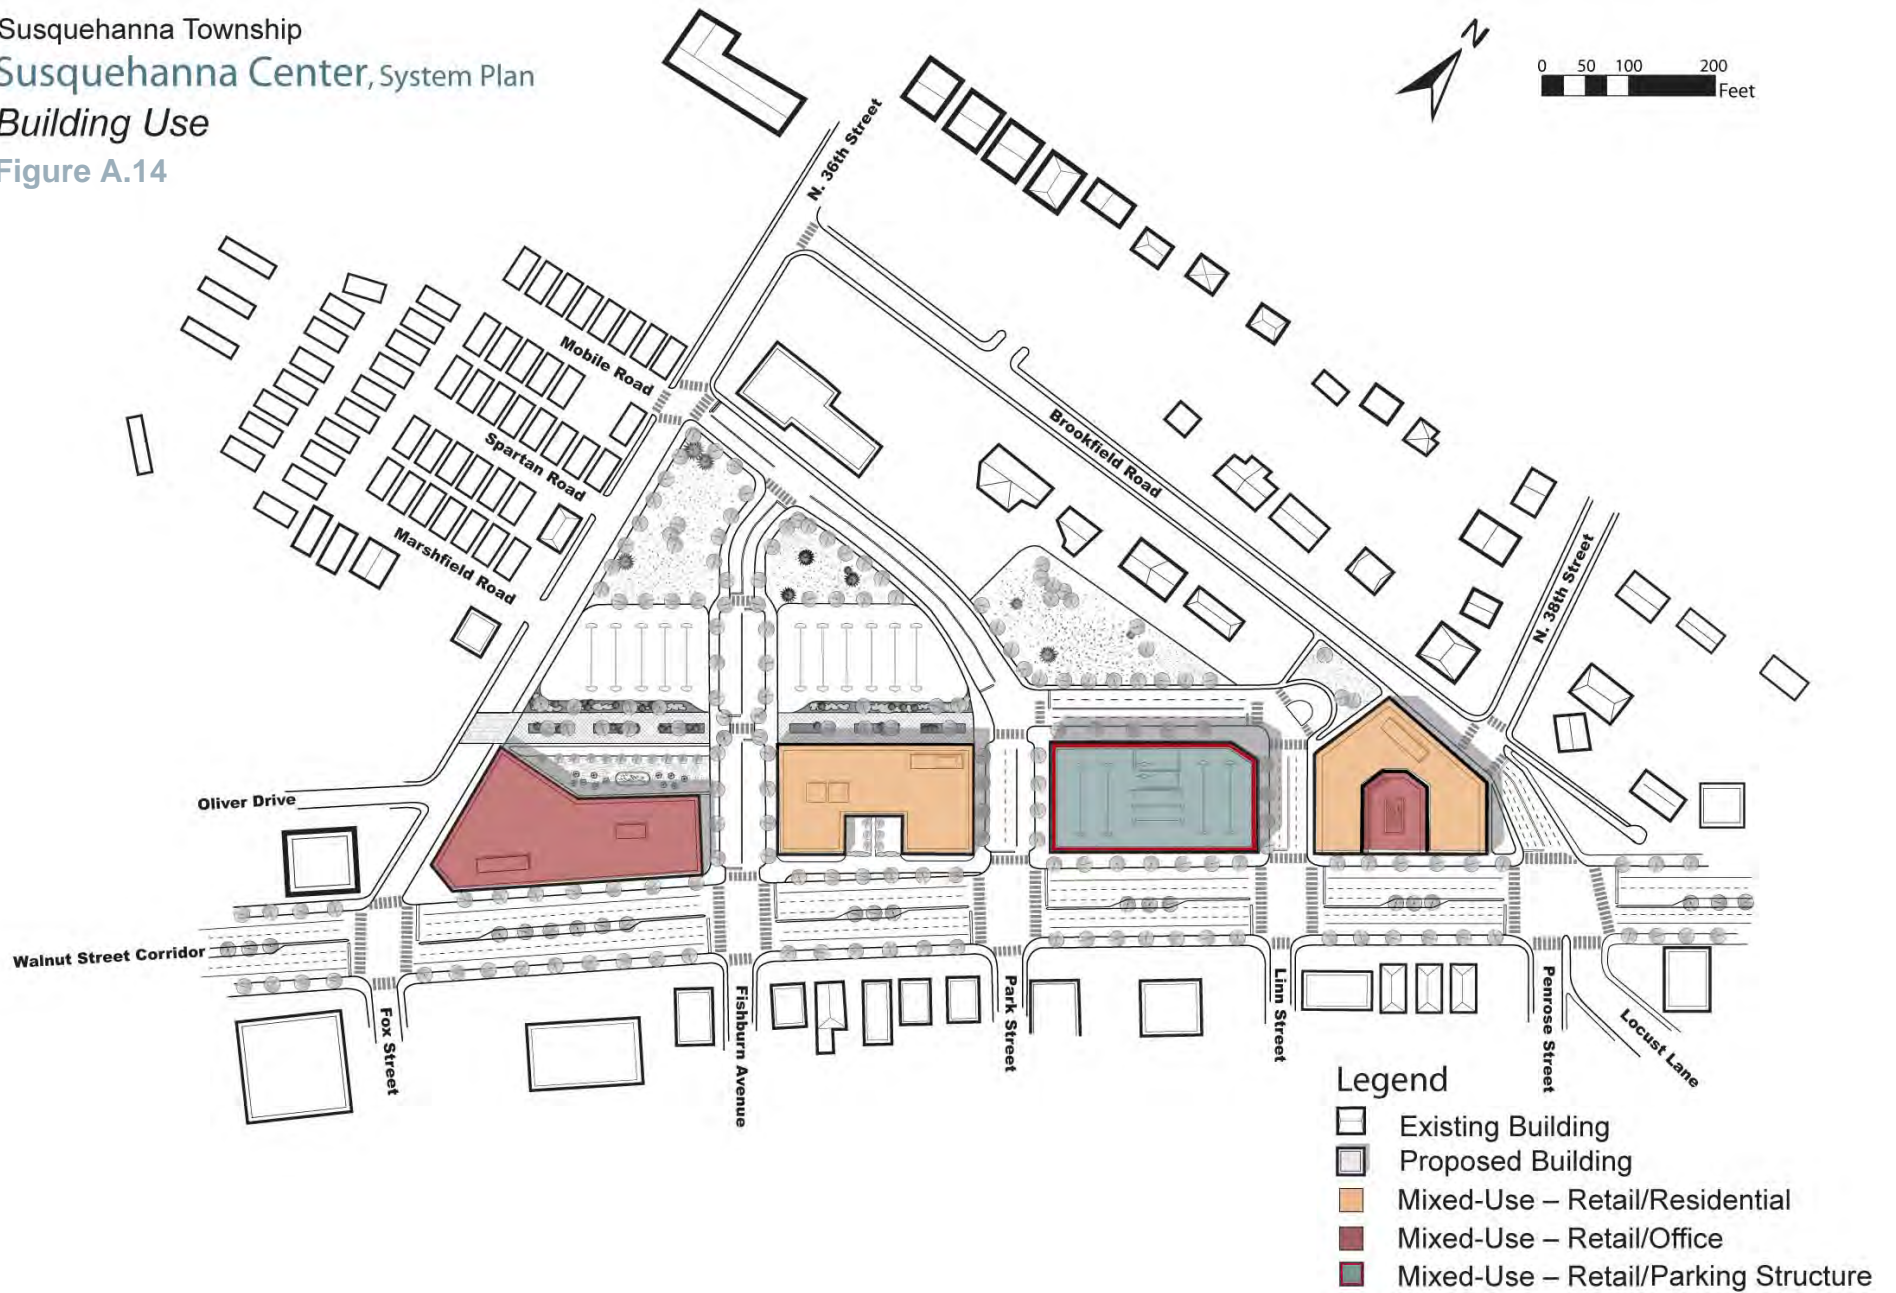 Susquehanna Township
Susquehanna Center, System Plan
Building Use
Figure A.14
N
0 50 100 200
Feet
N. 36th Street
Mobile Road
Spartan Road
Marshfield Road
Brookfield Road
N. 38th Street
Oliver Drive
Walnut Street Corridor
Fox Street
Fishburn Avenue
Park Street
Linn Street
Penrose Street
Locust Lane
Legend
Existing Building
Proposed Building
Mixed-Use – Retail/Residential
Mixed-Use – Retail/Office
Mixed-Use – Retail/Parking Structure